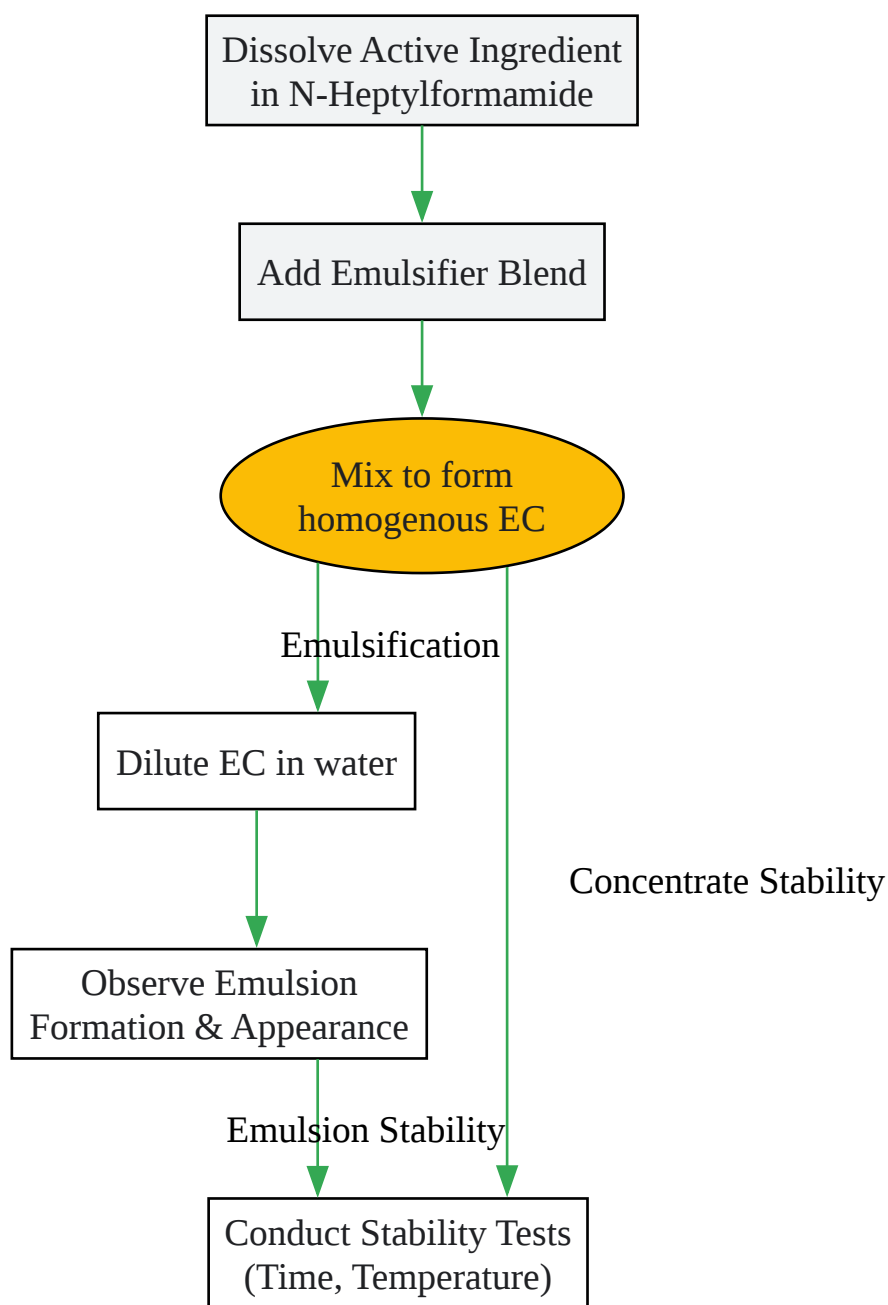 Dissolve Active Ingredient
in N-Heptylformamide
Add Emulsifier Blend
Mix to form
homogenous EC
Emulsification
Dilute EC in water
Concentrate Stability
Observe Emulsion
Formation & Appearance
Emulsion Stability
Conduct Stability Tests
(Time, Temperature)